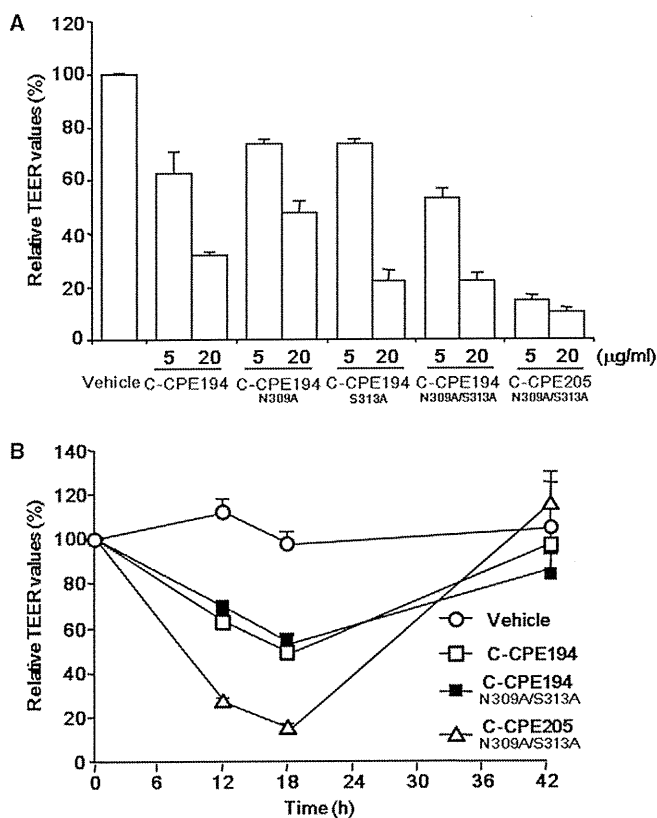 A
Relative TEER values (%)
120
100
80
60
40
20
0
5 20 5 20 5 20 5 20 5 20 (μg/ml)
Vehicle C-CPE194 C-CPE194 C-CPE194 C-CPE194 C-CPE205
N309A S313A N309A/S313A N309A/S313A
B
Relative TEER values (%)
140
120
100
80
60
40
20
0
Vehicle
C-CPE194
C-CPE194
N309A/S313A
C-CPE205
N309A/S313A
0 6 12 18 24 30 36 42
Time (h)